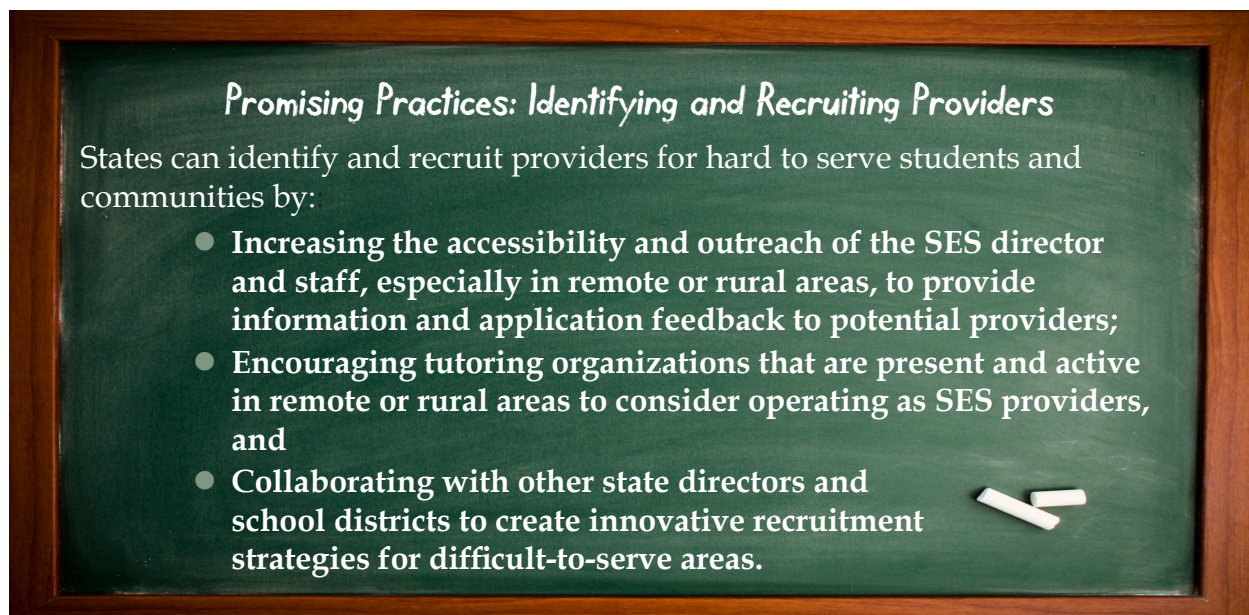 Promising Practices: Identifying and Recruiting Providers
States can identify and recruit providers for hard to serve students and
communities by:
● Increasing the accessibility and outreach of the SES director
and staff, especially in remote or rural areas, to provide
information and application feedback to potential providers;
● Encouraging tutoring organizations that are present and active
in remote or rural areas to consider operating as SES providers,
and
● Collaborating with other state directors and
school districts to create innovative recruitment
strategies for difficult-to-serve areas.